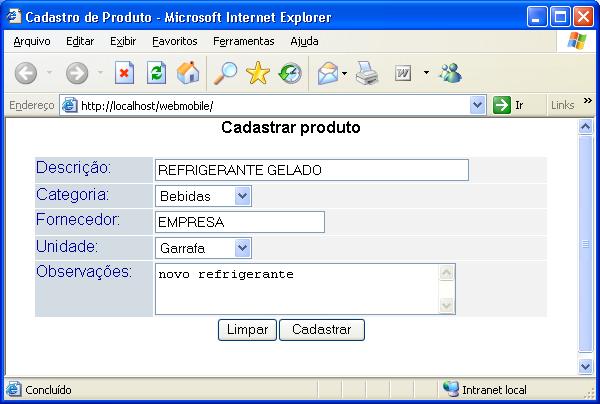 Cadastro de Produto - Microsoft Internet Explorer
Arquivo Editar Exibir Favoritos Ferramentas Ajuda
Endereço http://localhost/webmobile/ Ir Links »
Cadastrar produto
Descrição: REFRIGERANTE GELADO
Categoria: Bebidas
Fornecedor: EMPRESA
Unidade: Garrafa
Observações: novo refrigerante
Limpar Cadastrar
Concluído Intranet local